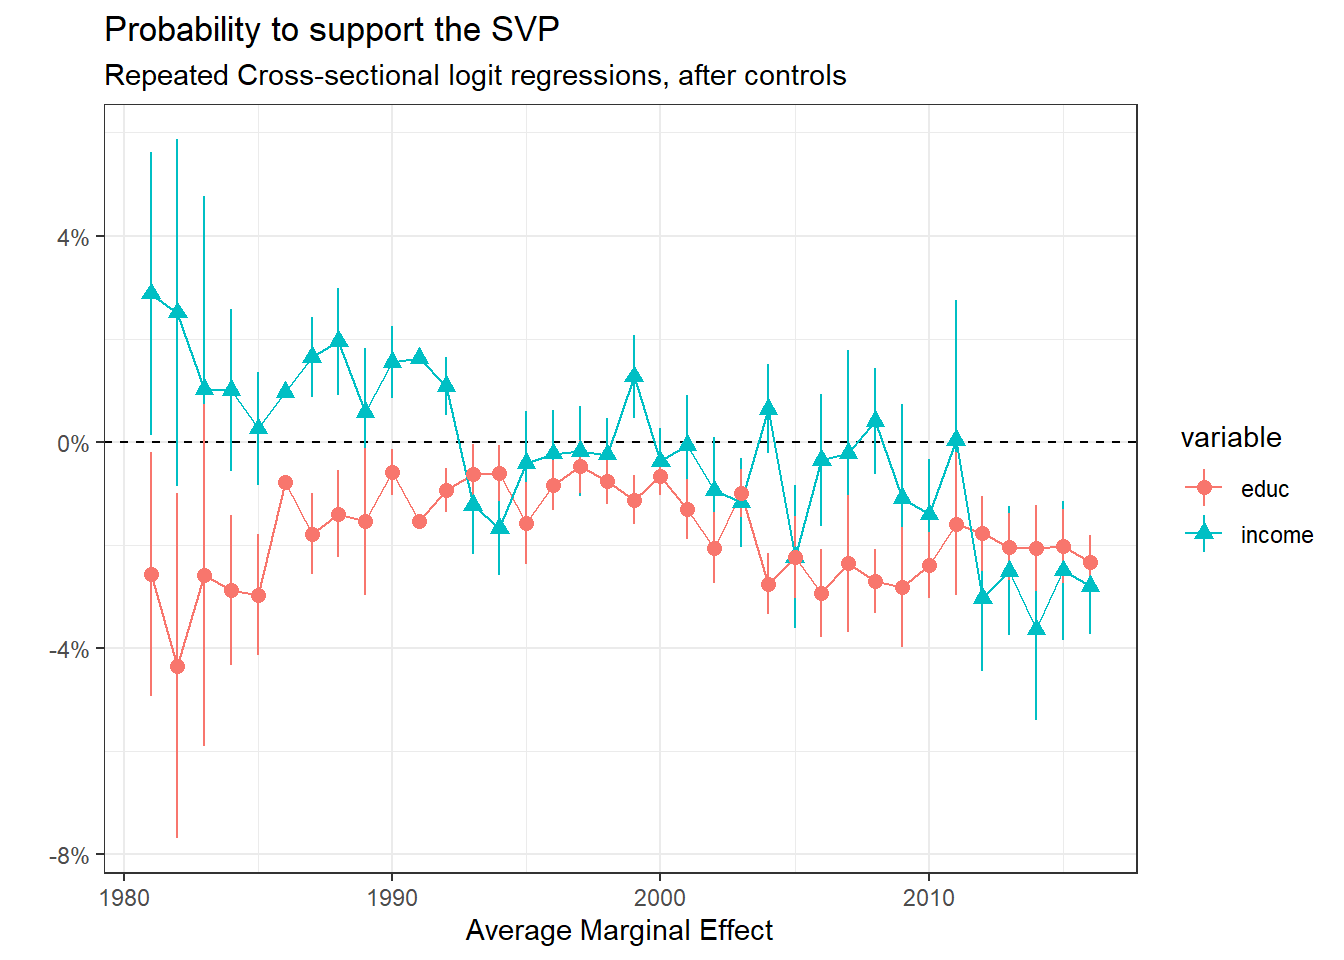 Probability to support the SVP
Repeated Cross-sectional logit regressions, after controls
4%
0%
-4%
-8%
1980
1990
2000
2010
Average Marginal Effect
variable
educ
income